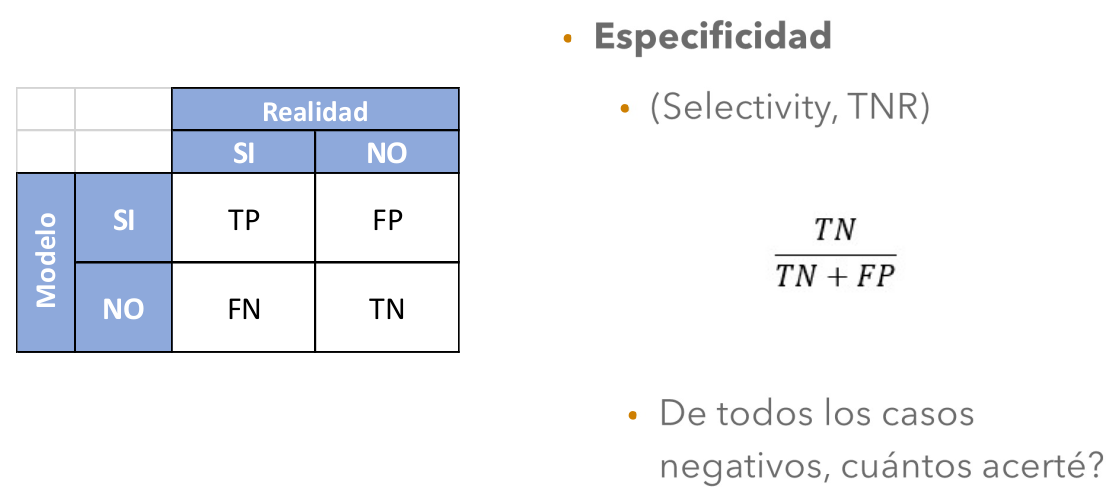 Realidad
SI NO
Modelo
SI TP FP
NO FN TN
• Especificidad
• (Selectivity, TNR)
TN
TN + FP
• De todos los casos
negativos, cuántos acerté?